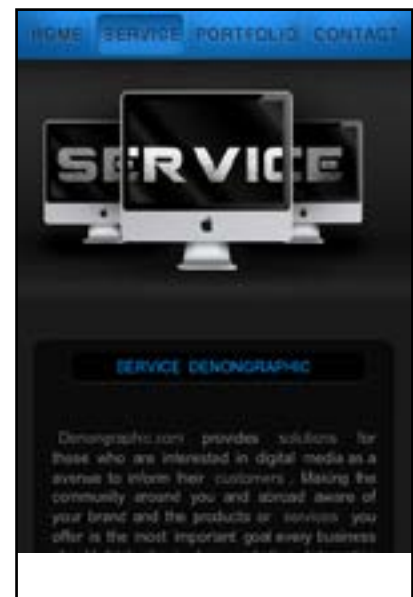 HOME SERVICE PORTFOLIO CONTACT
SERVICE
SERVICE DENONGRAPHIC
Denongraphic.com provides solutions for
those who are interested in digital media as a
avenue to inform their customers . Making the
community around you and abroad aware of
your brand and the products or services you
offer is the most important goal every business